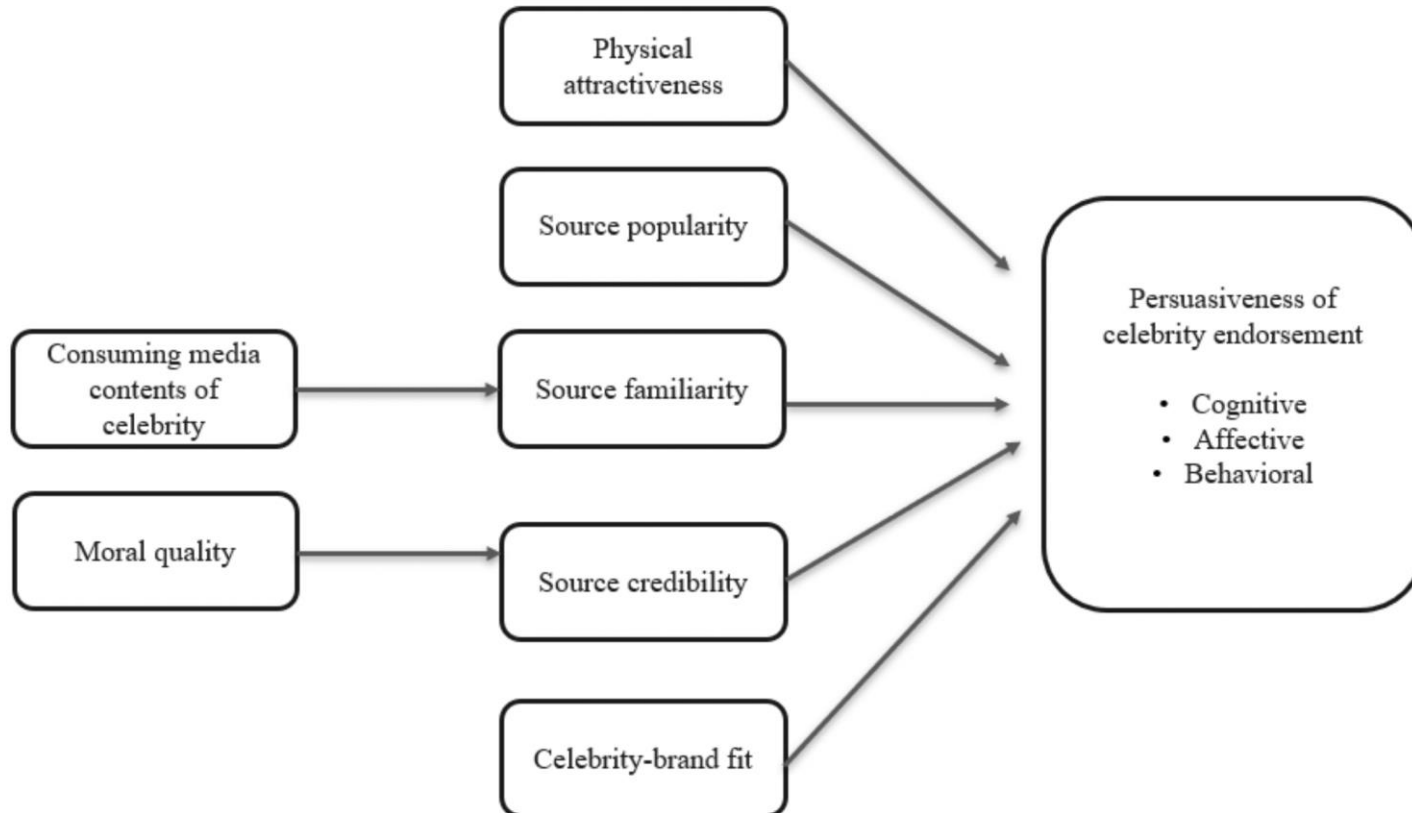 Physical
attractiveness
Source popularity
Consuming media
contents of
celebrity
Source familiarity
Moral quality
Source credibility
Celebrity-brand fit
Persuasiveness of
celebrity endorsement
• Cognitive
• Affective
• Behavioral